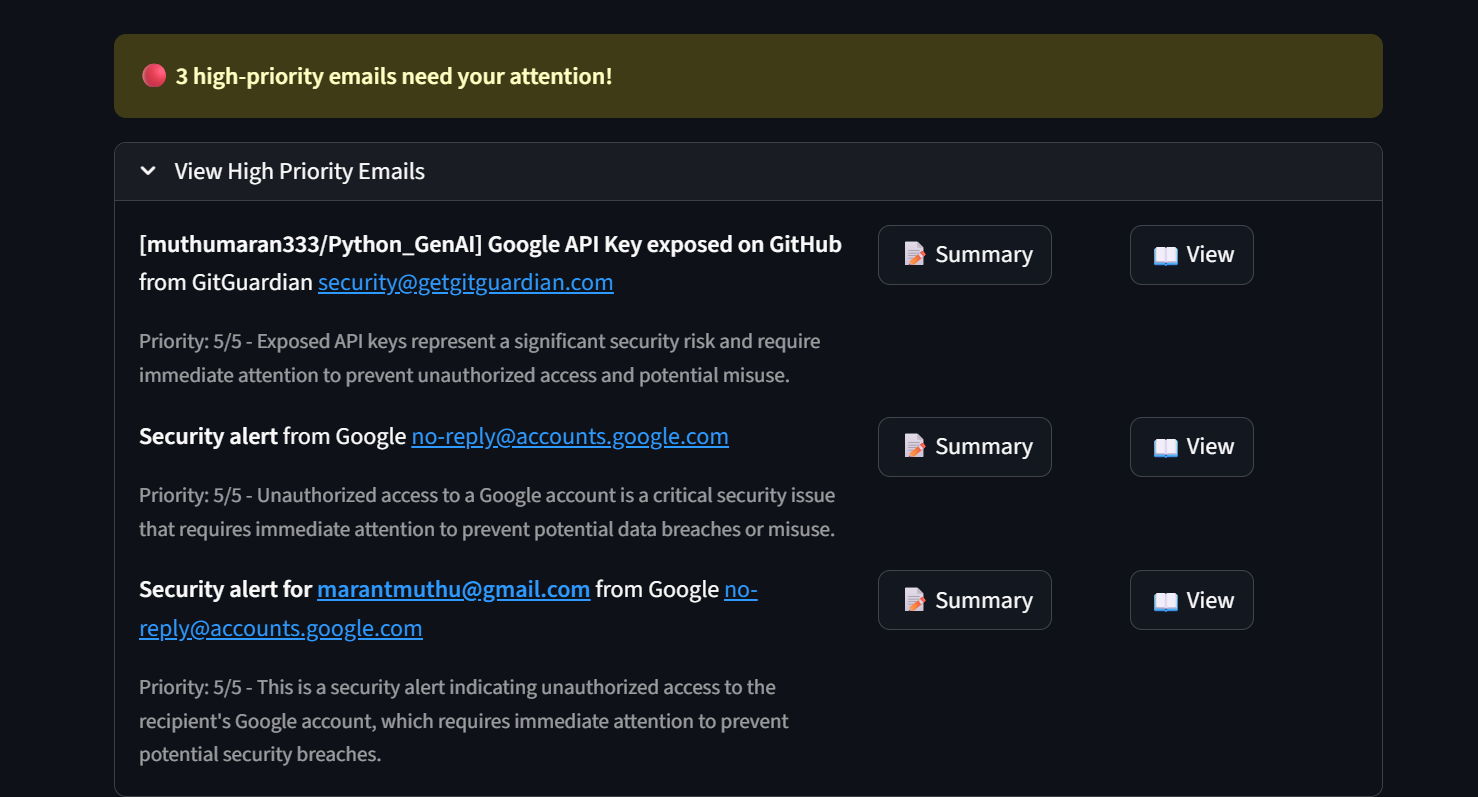 🔴 3 high-priority emails need your attention!
View High Priority Emails
[muthumaran333/Python_GenAI] Google API Key exposed on GitHub
from GitGuardian security@getgitguardian.com
📝 Summary
📖 View
Priority: 5/5 - Exposed API keys represent a significant security risk and require
immediate attention to prevent unauthorized access and potential misuse.
Security alert from Google no-reply@accounts.google.com
📝 Summary
📖 View
Priority: 5/5 - Unauthorized access to a Google account is a critical security issue
that requires immediate attention to prevent potential data breaches or misuse.
Security alert for marantmuthu@gmail.com from Google no-
reply@accounts.google.com
📝 Summary
📖 View
Priority: 5/5 - This is a security alert indicating unauthorized access to the
recipient's Google account, which requires immediate attention to prevent
potential security breaches.